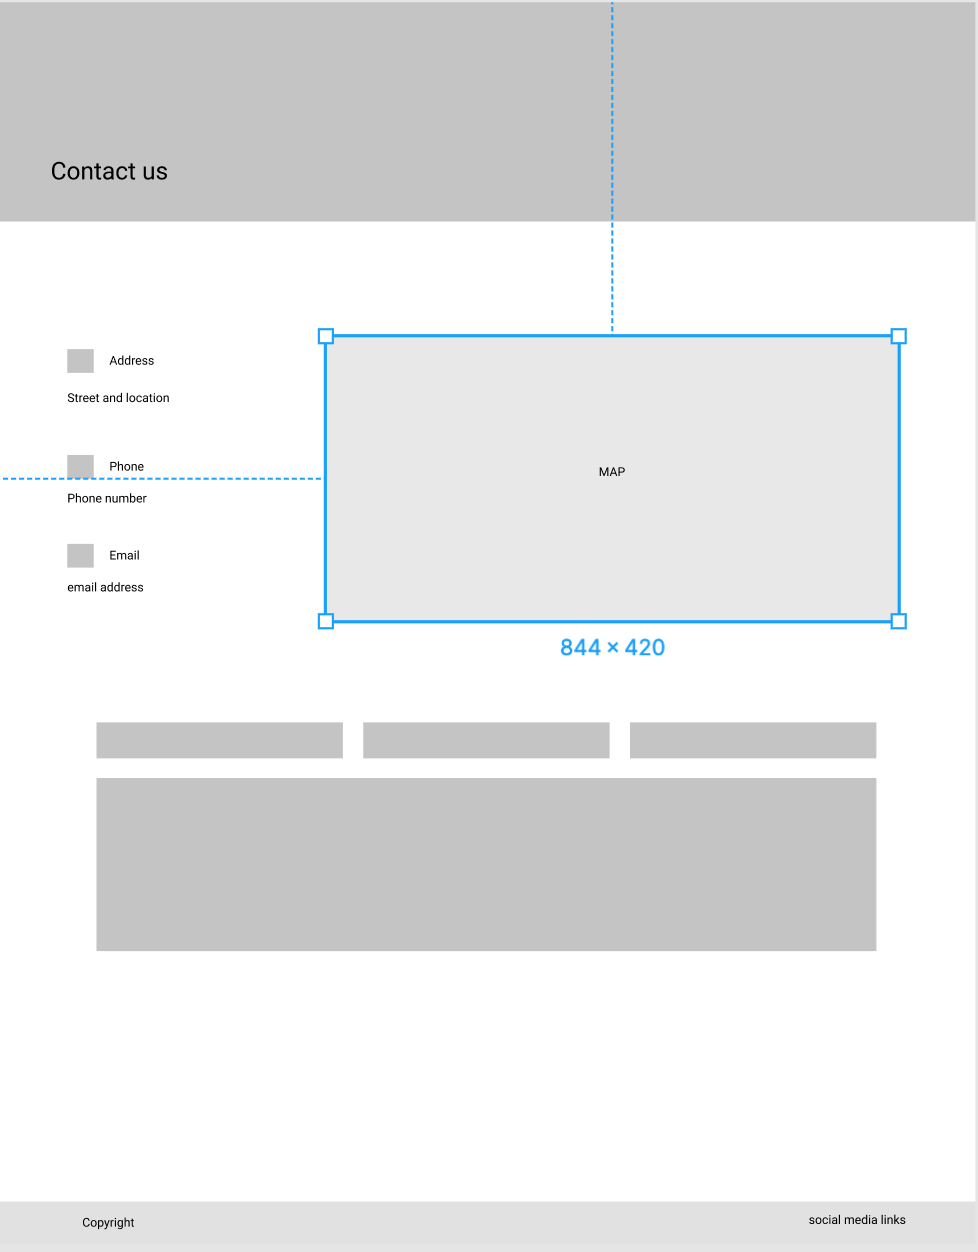 Contact us
Address
Street and location
Phone
Phone number
Email
email address
MAP
844 × 420
Copyright
social media links